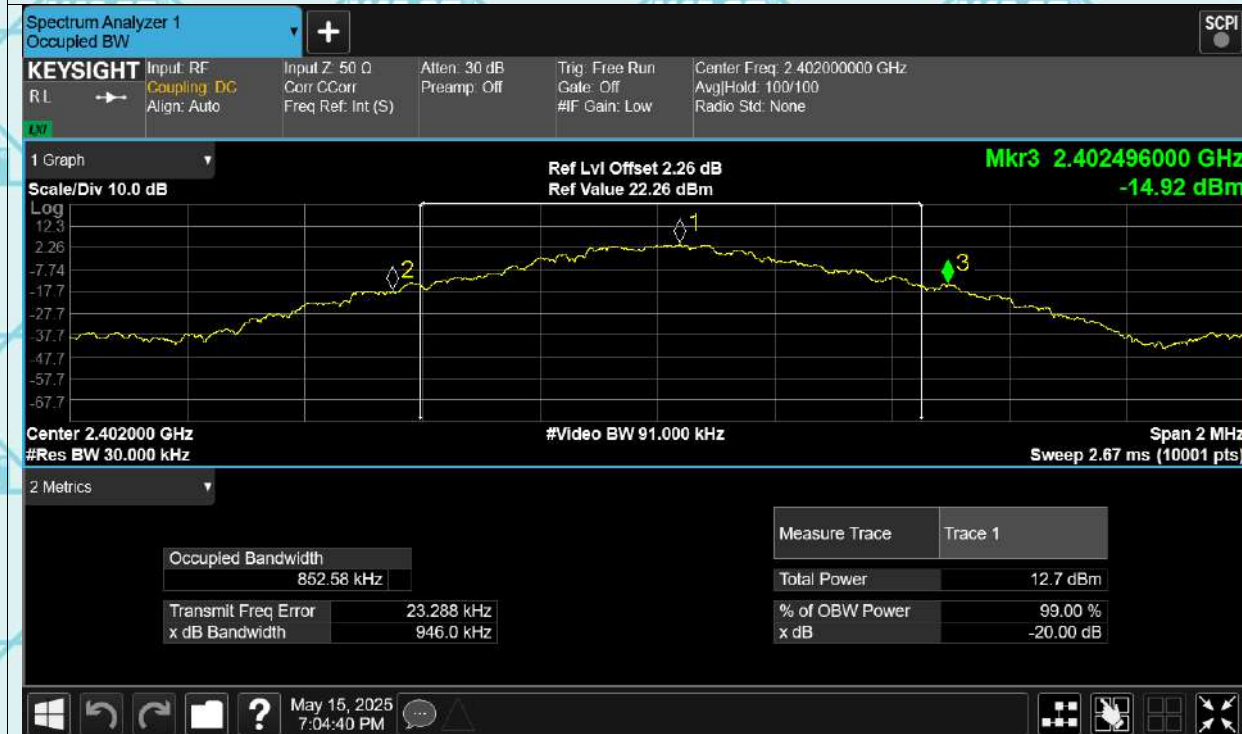 Spectrum Analyzer 1
Occupied BW
+
SCPI
KEYSIGHT
R L
LXI
Input: RF
Coupling: DC
Align: Auto
Input Z: 50 Ω
Corr CCorr
Freq Ref: Int (S)
Atten: 30 dB
Preamp: Off
Trig: Free Run
Gate: Off
#IF Gain: Low
Center Freq: 2.402000000 GHz
Avg|Hold: 100/100
Radio Std: None
1 Graph
Scale/Div 10.0 dB
Ref Lvl Offset 2.26 dB
Ref Value 22.26 dBm
Mkr3 2.402496000 GHz
-14.92 dBm
Log
12.3
2.26
-7.74
-17.7
-27.7
-37.7
-47.7
-57.7
-67.7
1
2
3
Center 2.402000 GHz
#Video BW 91.000 kHz
Span 2 MHz
#Res BW 30.000 kHz
Sweep 2.67 ms (10001 pts)
2 Metrics
Occupied Bandwidth
852.58 kHz
Transmit Freq Error 23.288 kHz
x dB Bandwidth 946.0 kHz
Measure Trace Trace 1
Total Power 12.7 dBm
% of OBW Power 99.00 %
x dB -20.00 dB
?
May 15, 2025
7:04:40 PM